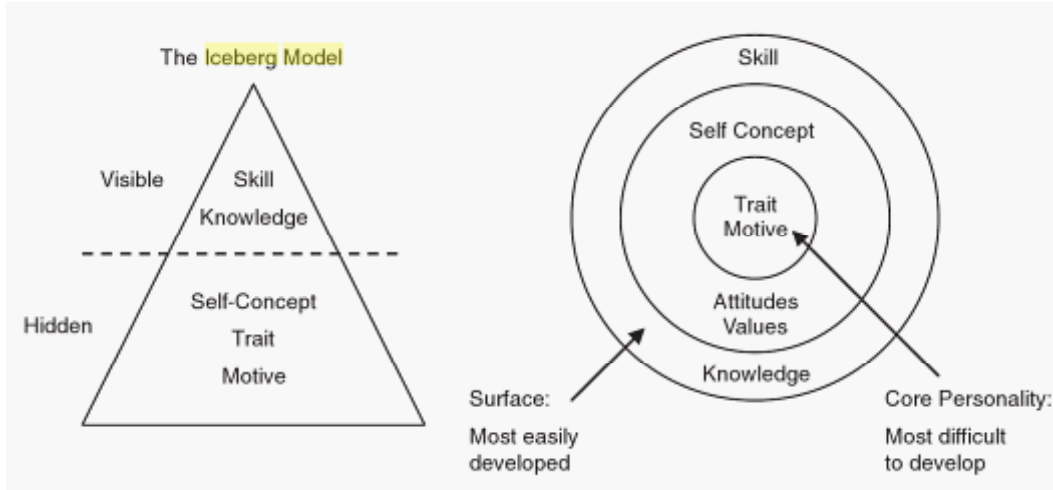 The Iceberg Model
Visible
Skill
Knowledge
Hidden
Self-Concept
Trait
Motive
Skill
Self Concept
Trait
Motive
Attitudes
Values
Knowledge
Surface:
Most easily
developed
Core Personality:
Most difficult
to develop